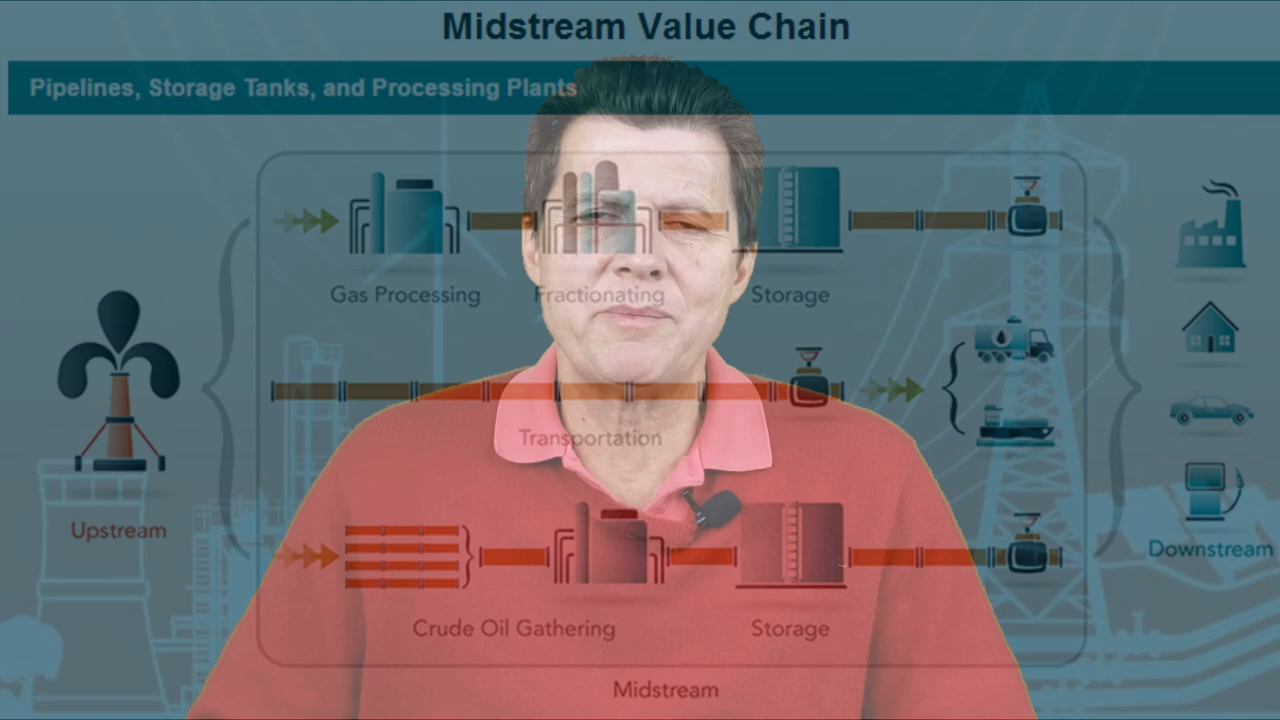 Midstream Value Chain
Pipelines, Storage Tanks, and Processing Plants
Gas Processing
Fractionating
Storage
Transportation
Upstream
Downstream
Crude Oil Gathering
Storage
Midstream